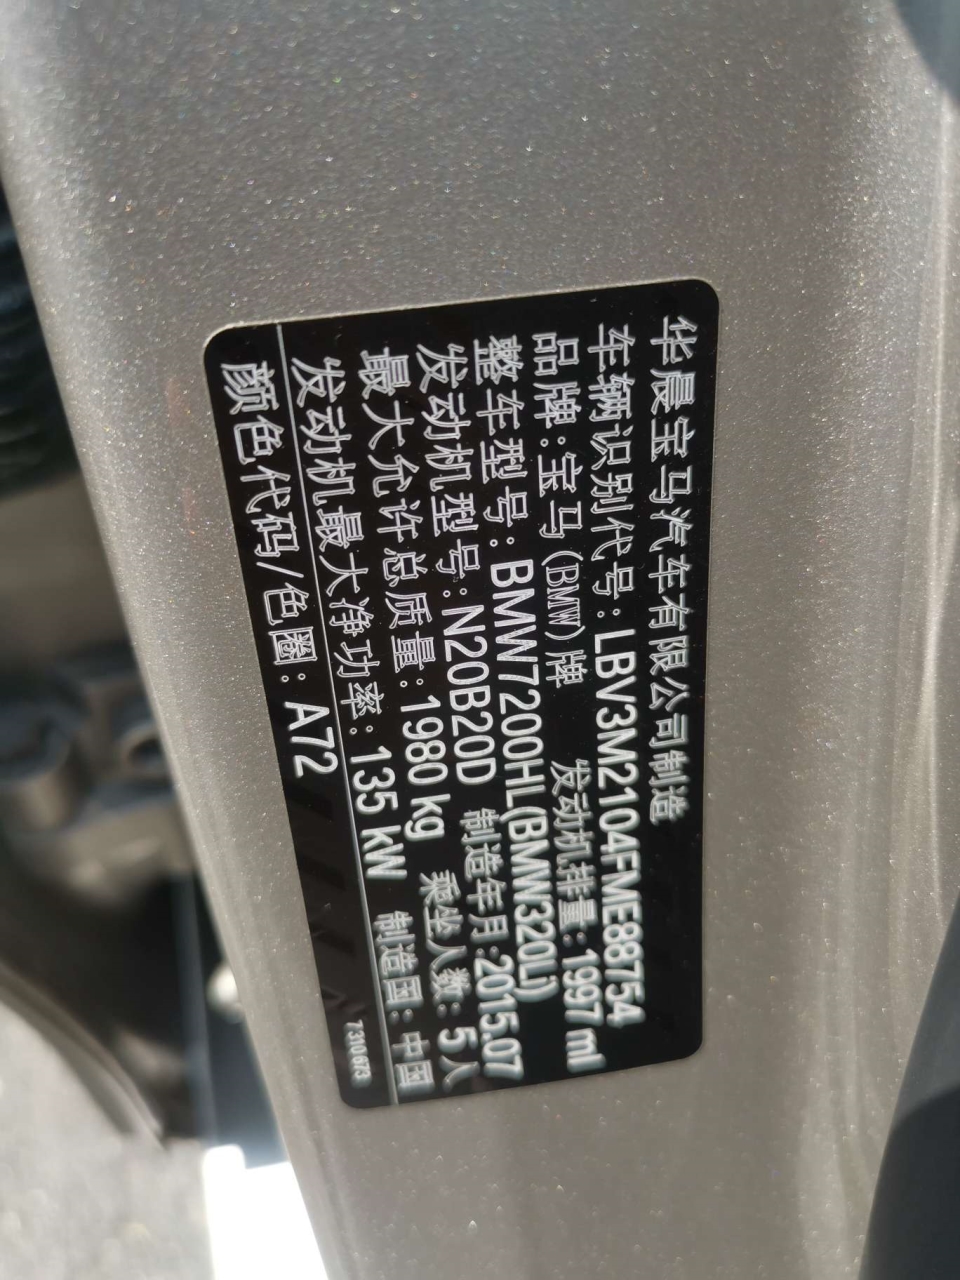 华晨宝马汽车有限公司制造
车辆识别代号：LBV3M2104FME88754
品牌：宝马(BMW)牌 发动机排量：1997 ml
整车型号：BMW7200HL(BMW320Li)
发动机型号：N20B20D 制造年月：2015.07
最大允许总质量：1980 kg 乘坐人数：5人
发动机最大净功率：135 kW 制造国：中国
颜色代码/色圈：A72 7310673